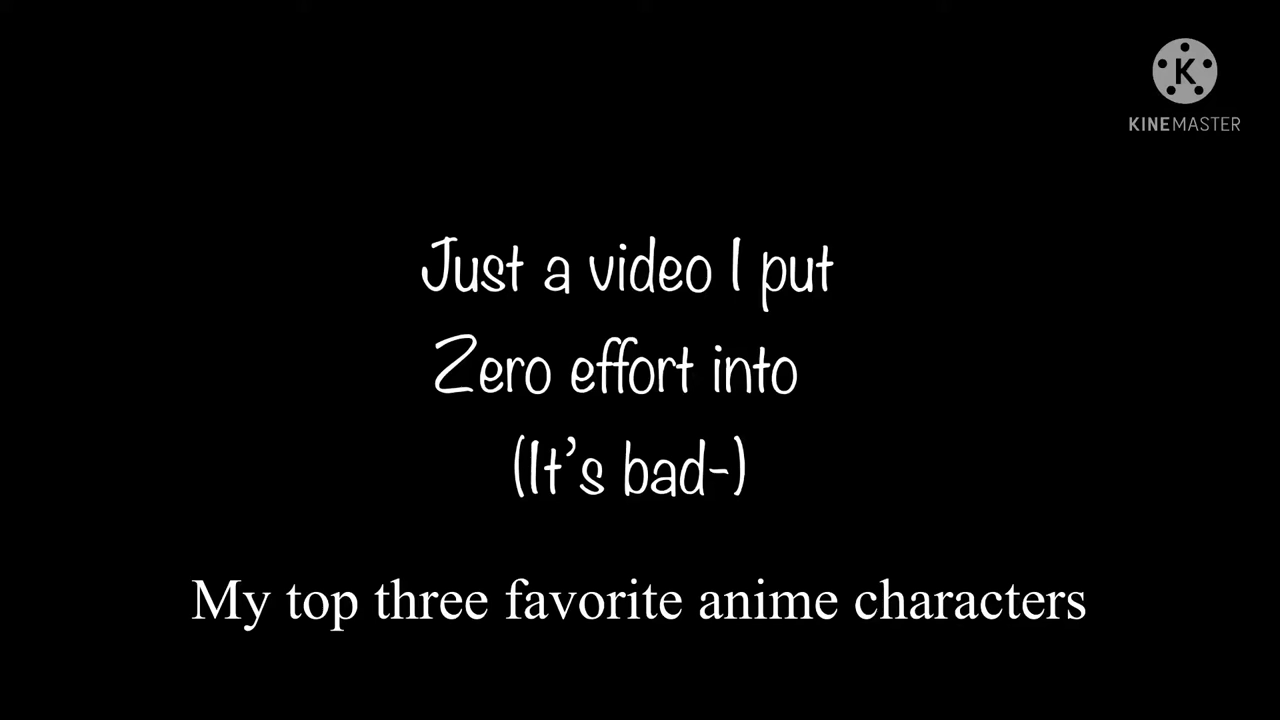 K
KINEMASTER
Just a video I put
Zero effort into
(It's bad-)
My top three favorite anime characters